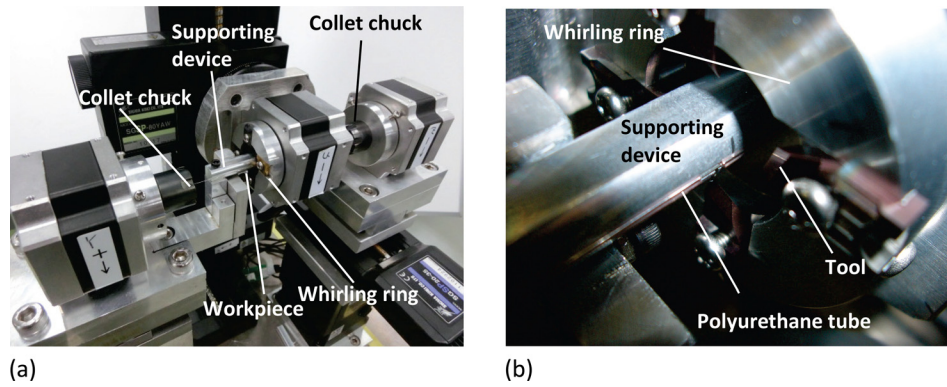 Collet chuck
Supporting
device
Collet chuck
Workpiece
Whirling ring
(a)
Whirling ring
Supporting
device
Tool
Polyurethane tube
(b)